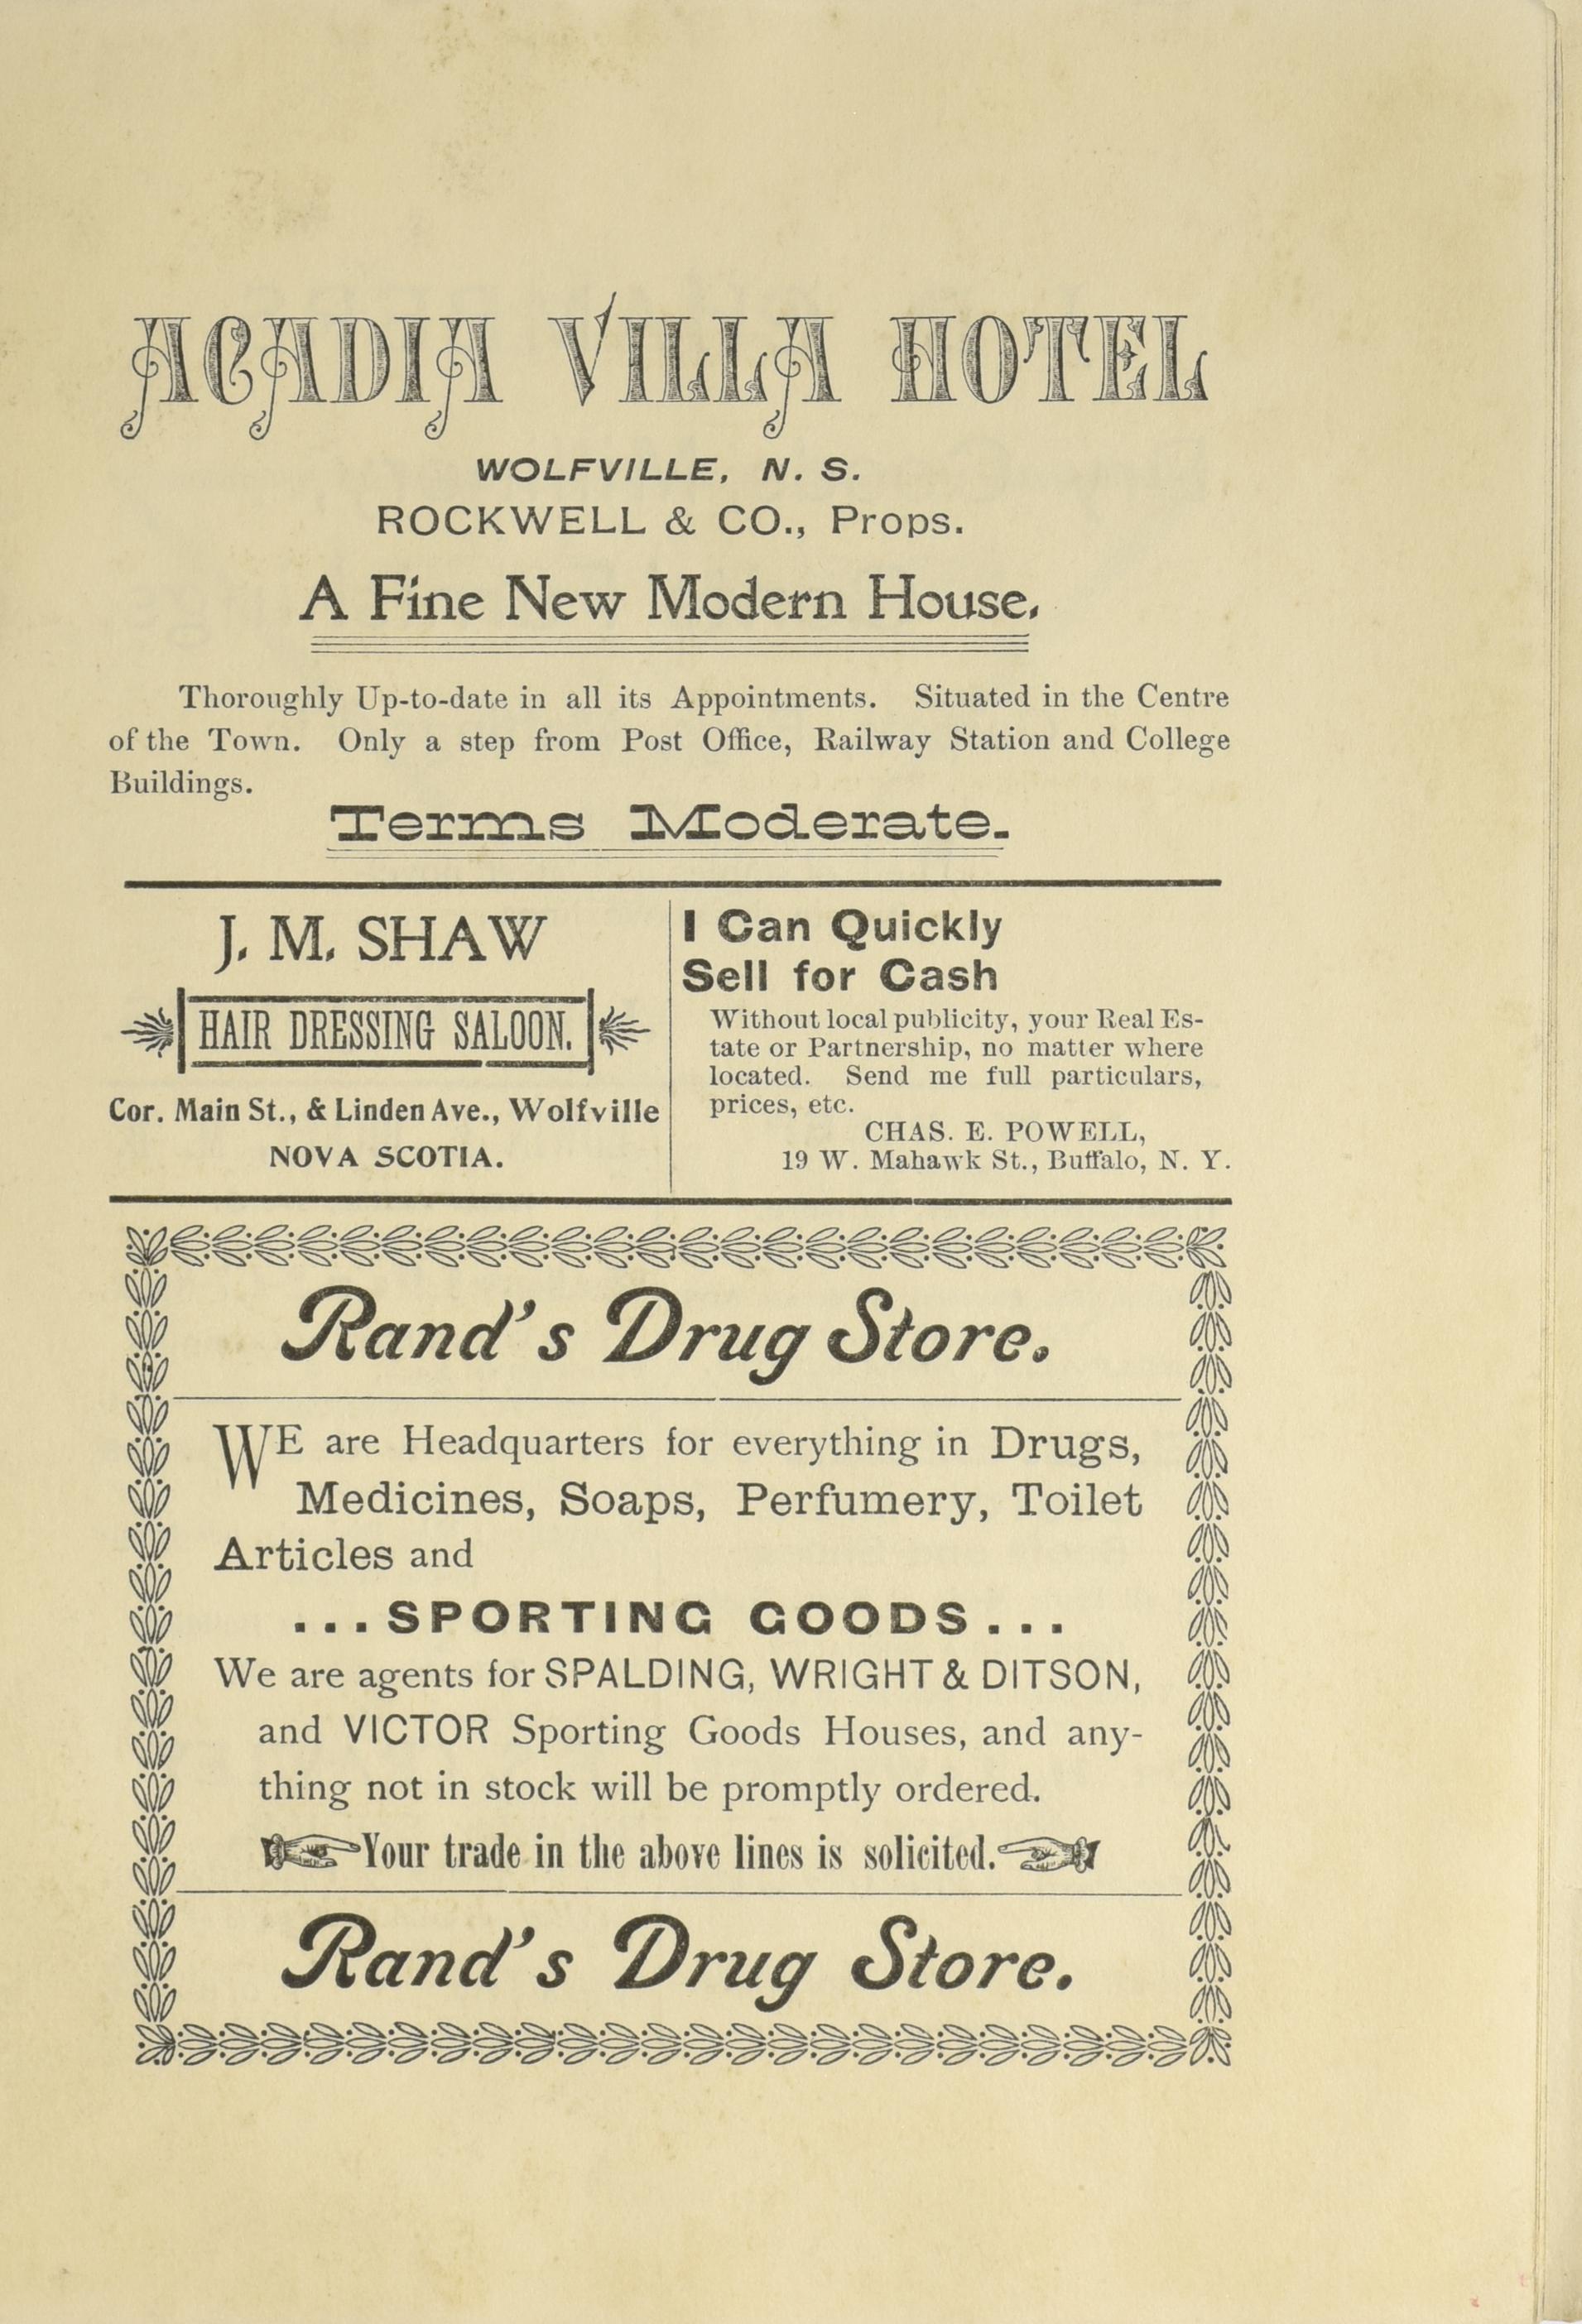 ACADIA VILLA HOTEL
WOLFVILLE, N. S.
ROCKWELL & CO., Props.
A Fine New Modern House.
Thoroughly Up-to-date in all its Appointments. Situated in the Centre
of the Town. Only a step from Post Office, Railway Station and College
Buildings.
Terms Moderate.
J. M. SHAW
HAIR DRESSING SALOON.
Cor. Main St., & Linden Ave., Wolfville
NOVA SCOTIA.
I Can Quickly
Sell for Cash
Without local publicity, your Real Es-
tate or Partnership, no matter where
located. Send me full particulars,
prices, etc.
CHAS. E. POWELL,
19 W. Mahawk St., Buffalo, N. Y.
Rand's Drug Store.
WE are Headquarters for everything in Drugs,
Medicines, Soaps, Perfumery, Toilet
Articles and
...SPORTING GOODS...
We are agents for SPALDING, WRIGHT & DITSON,
and VICTOR Sporting Goods Houses, and any-
thing not in stock will be promptly ordered.
Your trade in the above lines is solicited.
Rand's Drug Store.